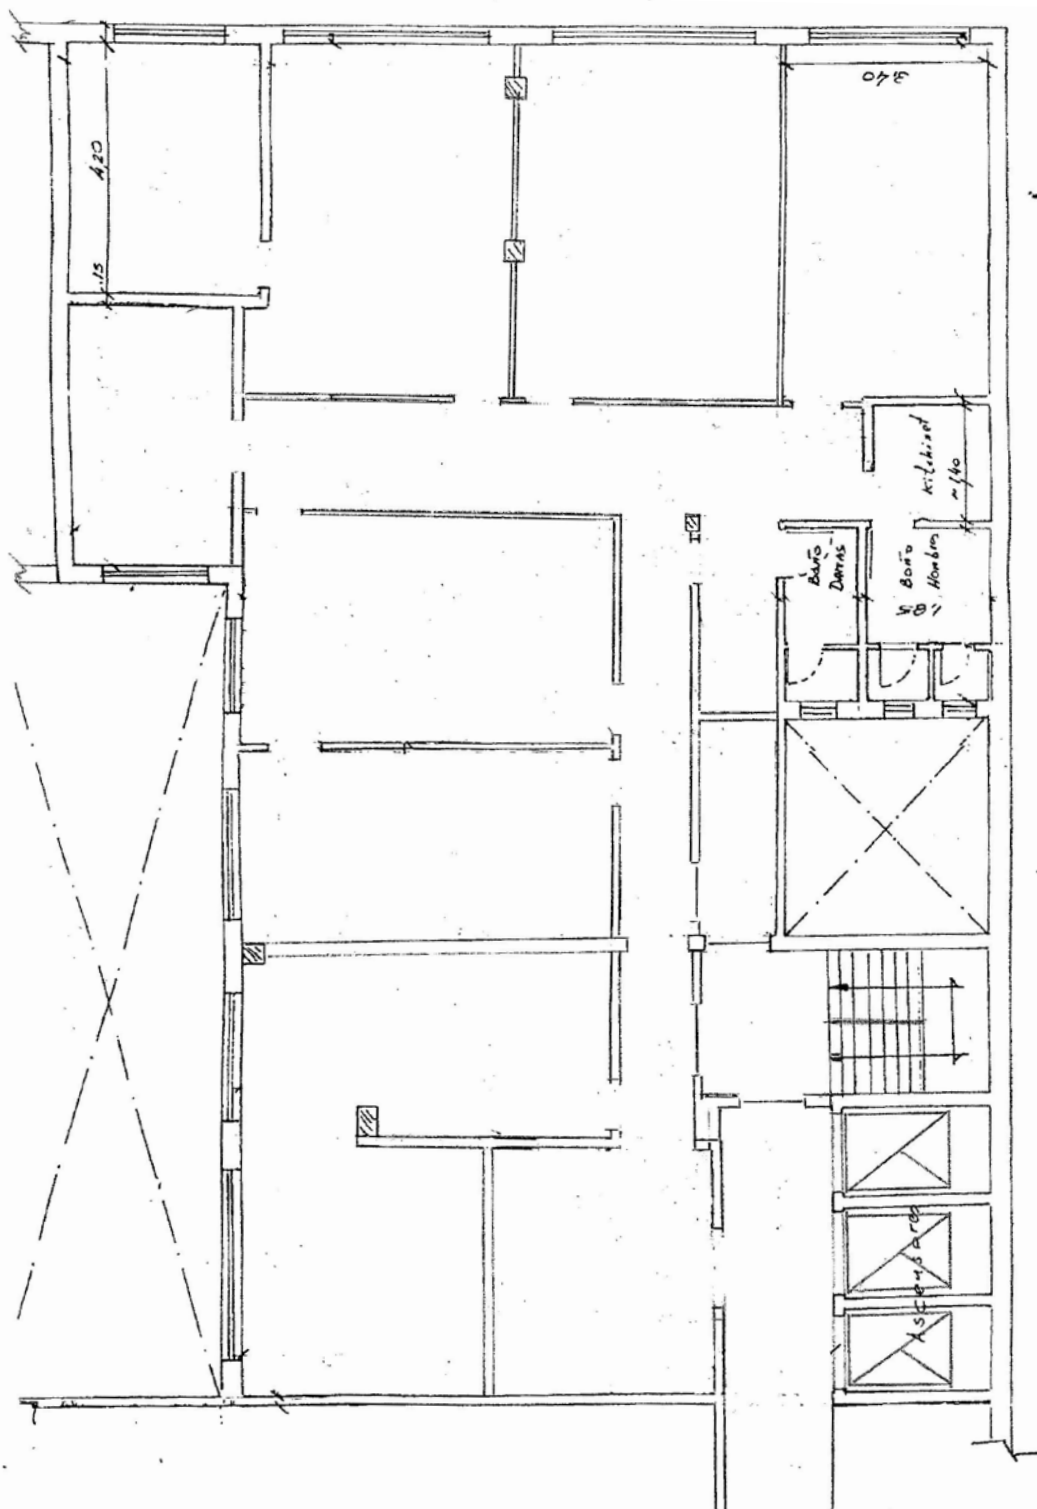 3.40
4.20
.15
Kitchinet
~1,40
Baño
Damas
Baño
Hombres
1,85
Ascensores